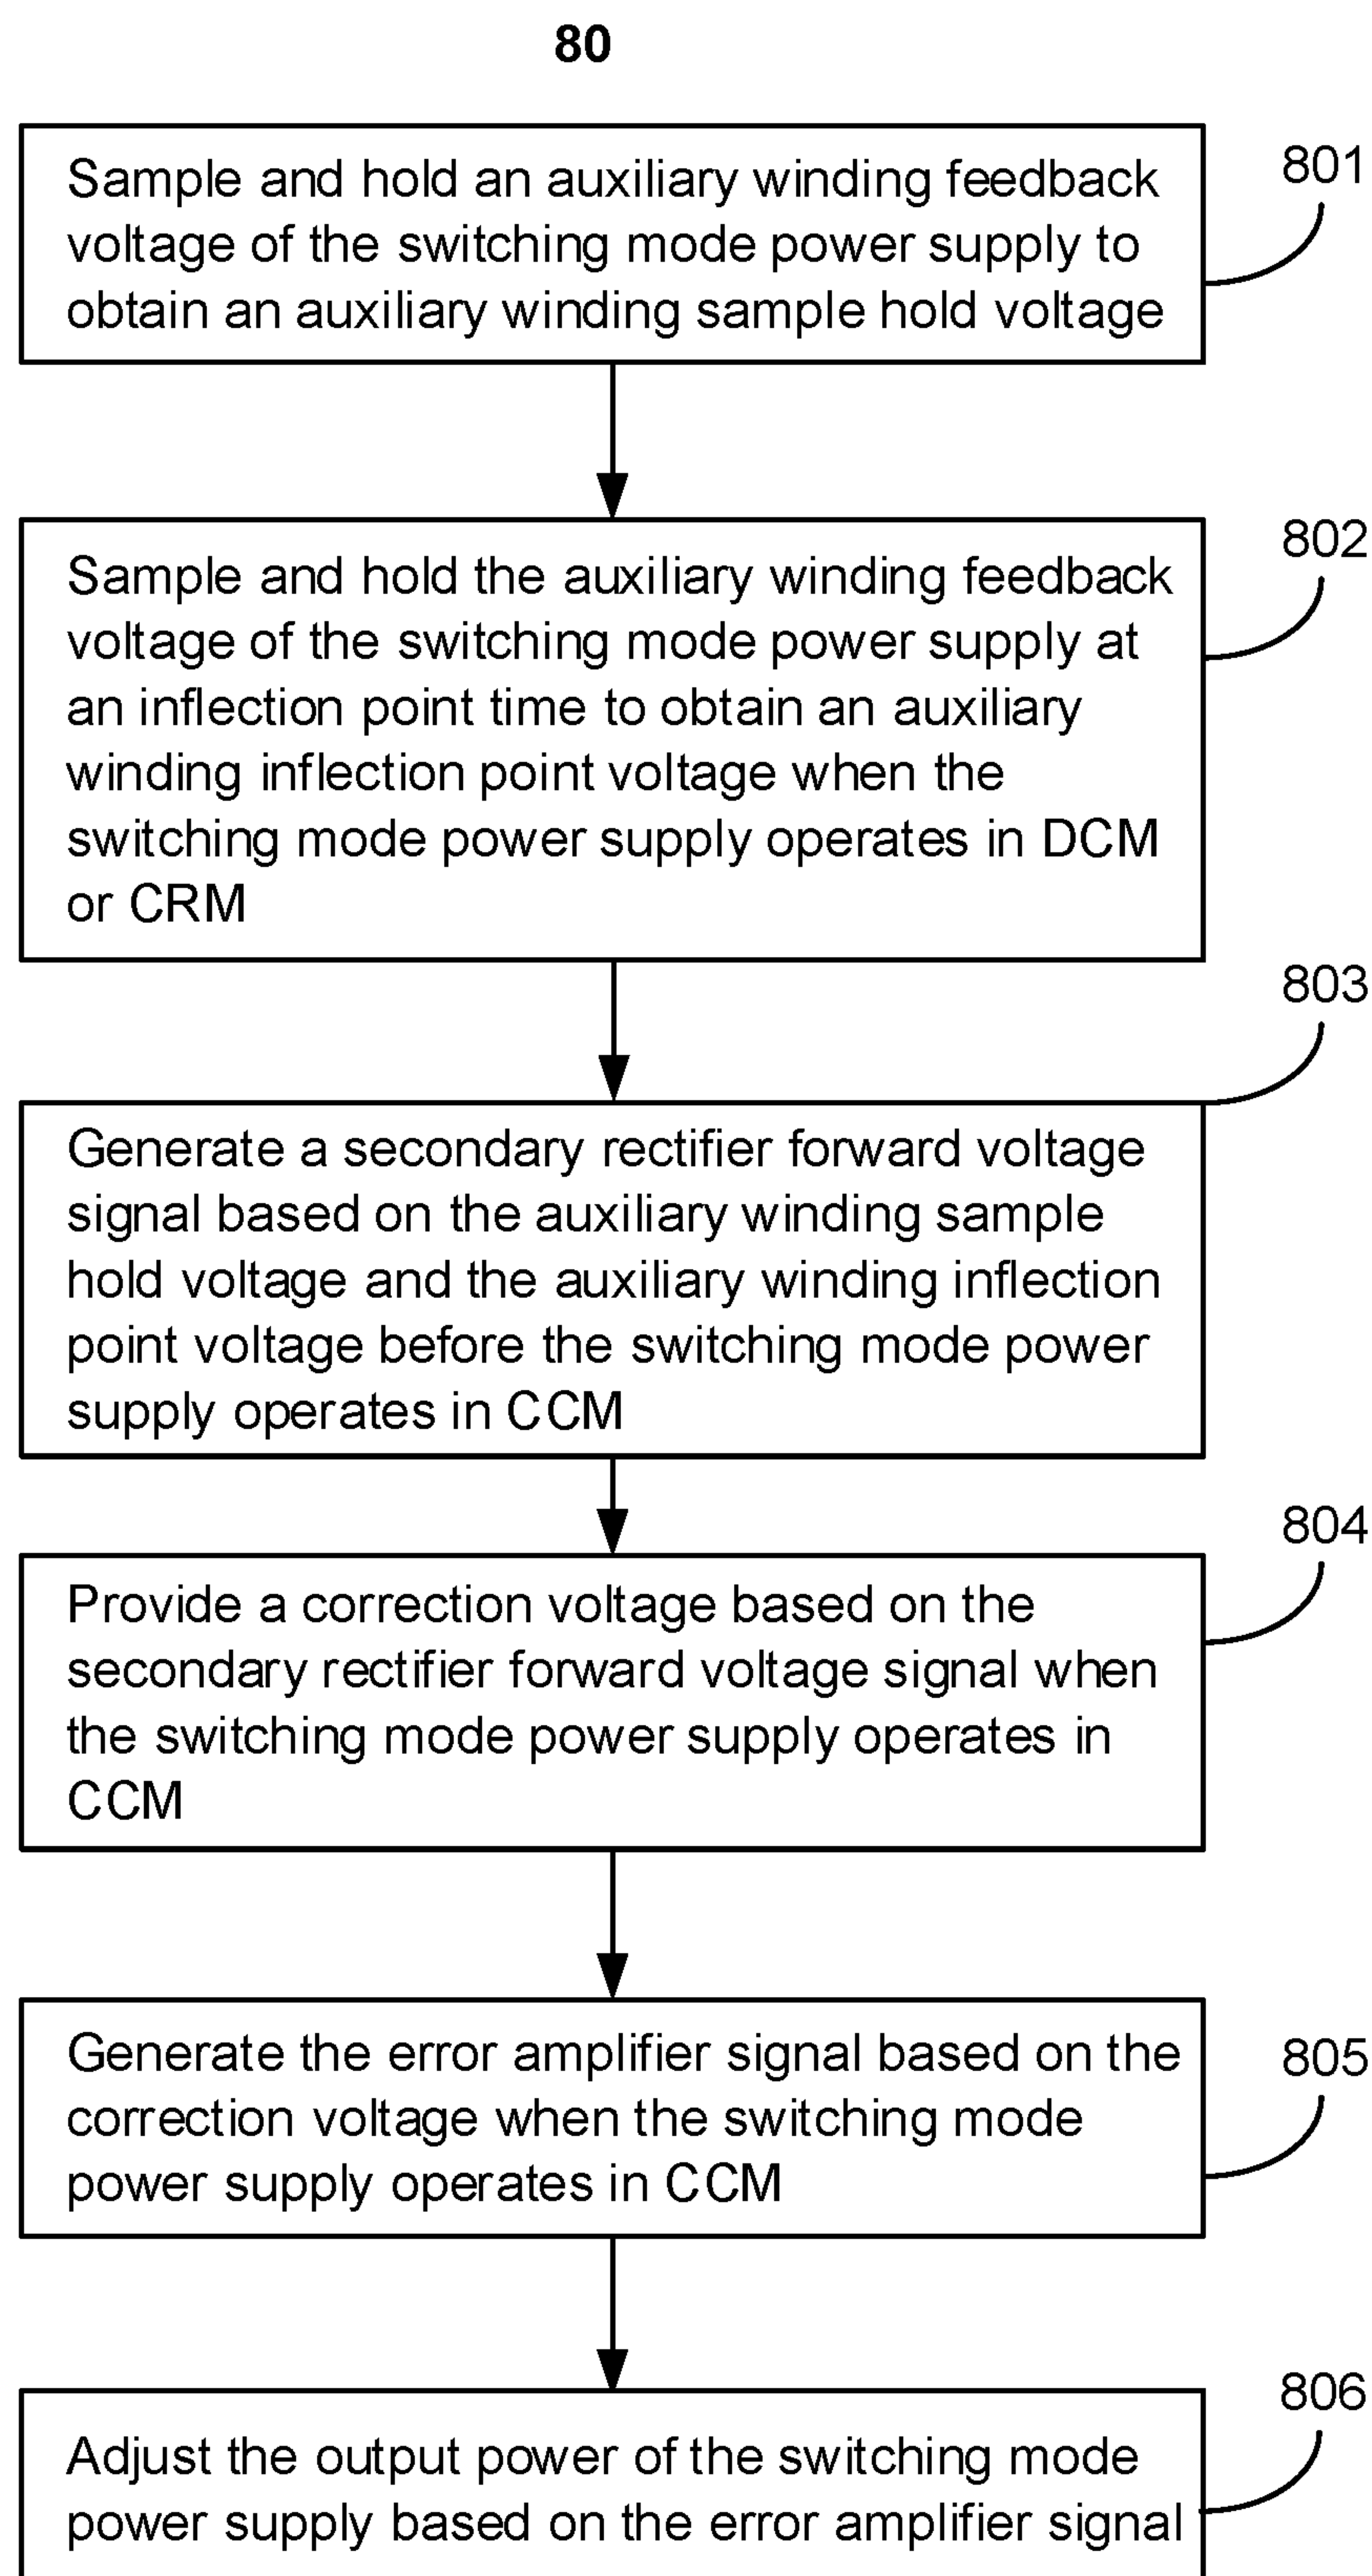 80
801
Sample and hold an auxiliary winding feedback
voltage of the switching mode power supply to
obtain an auxiliary winding sample hold voltage
802
Sample and hold the auxiliary winding feedback
voltage of the switching mode power supply at
an inflection point time to obtain an auxiliary
winding inflection point voltage when the
switching mode power supply operates in DCM
or CRM
803
Generate a secondary rectifier forward voltage
signal based on the auxiliary winding sample
hold voltage and the auxiliary winding inflection
point voltage before the switching mode power
supply operates in CCM
804
Provide a correction voltage based on the
secondary rectifier forward voltage signal when
the switching mode power supply operates in
CCM
805
Generate the error amplifier signal based on the
correction voltage when the switching mode
power supply operates in CCM
806
Adjust the output power of the switching mode
power supply based on the error amplifier signal